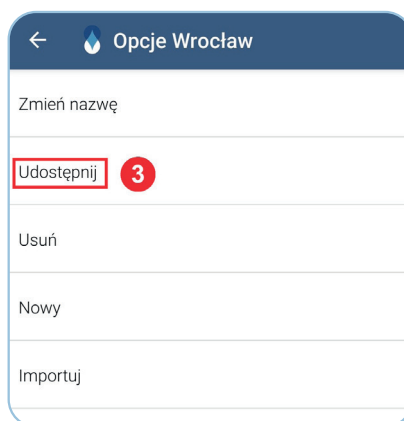 Opcje Wrocław
Zmień nazwę
Udostępnij 3
Usuń
Nowy
Importuj